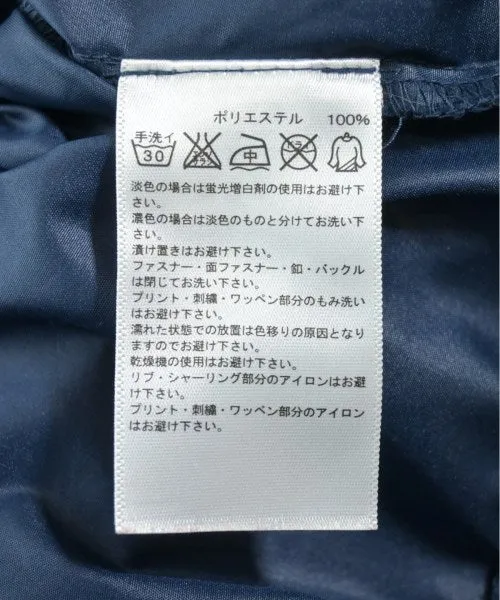 ポリエステル 100%
手洗イ
30 エンソサラシ 中 ドライ
淡色の場合は蛍光増白剤の使用はお避け下
さい。
濃色の場合は淡色のものと分けてお洗い下
さい。
漬け置きはお避け下さい。
ファスナー・面ファスナー・釦・バックル
は閉じてお洗い下さい。
プリント・刺繍・ワッペン部分のもみ洗い
はお避け下さい。
濡れた状態での放置は色移りの原因となり
ますのでお避け下さい。
乾燥機の使用はお避け下さい。
リブ・シャーリング部分のアイロンはお避
け下さい。
プリント・刺繍・ワッペン部分のアイロン
はお避け下さい。